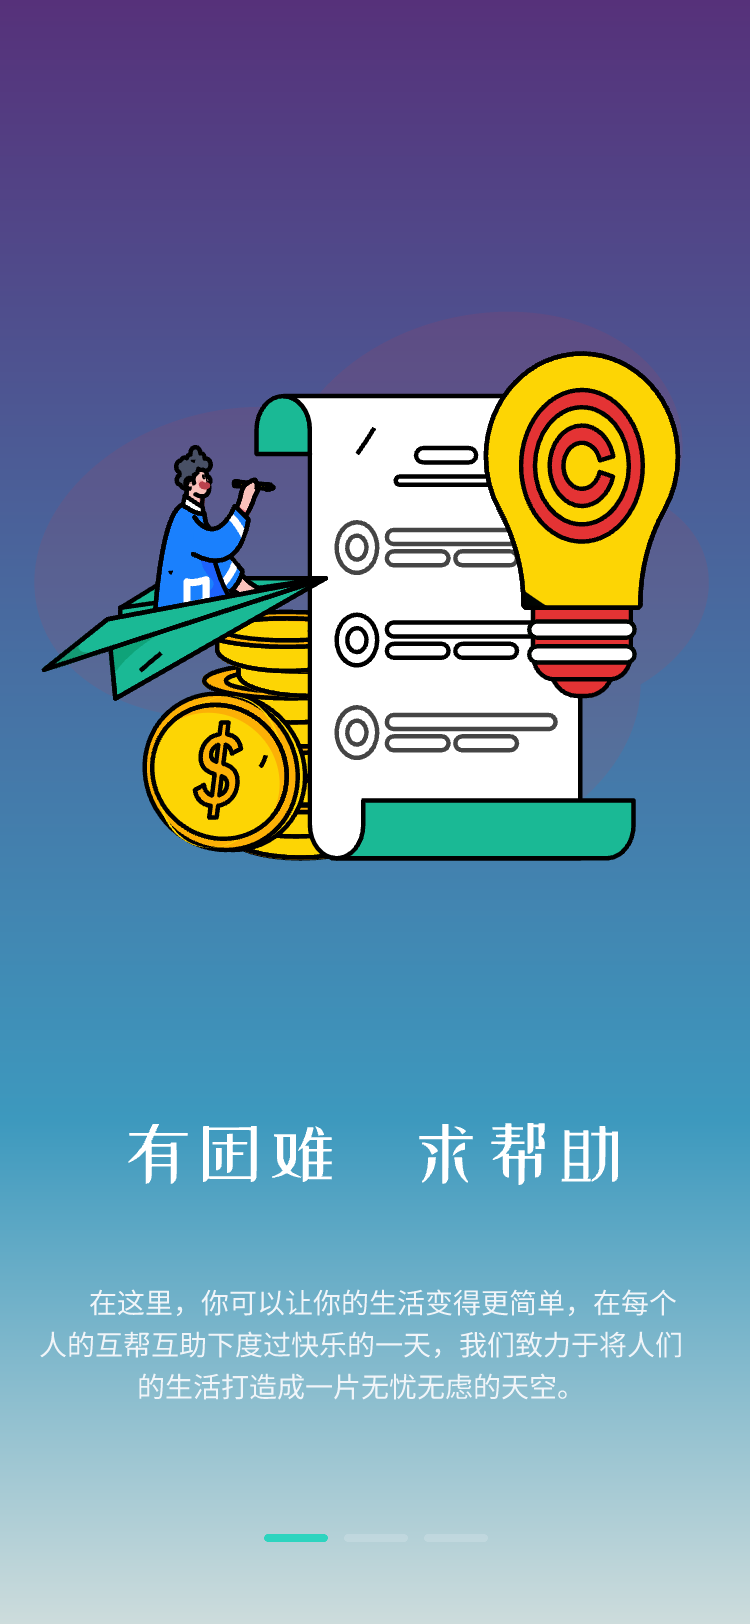 有困难 求帮助
在这里，你可以让你的生活变得更简单，在每个
人的互帮互助下度过快乐的一天，我们致力于将人们
的生活打造成一片无忧无虑的天空。